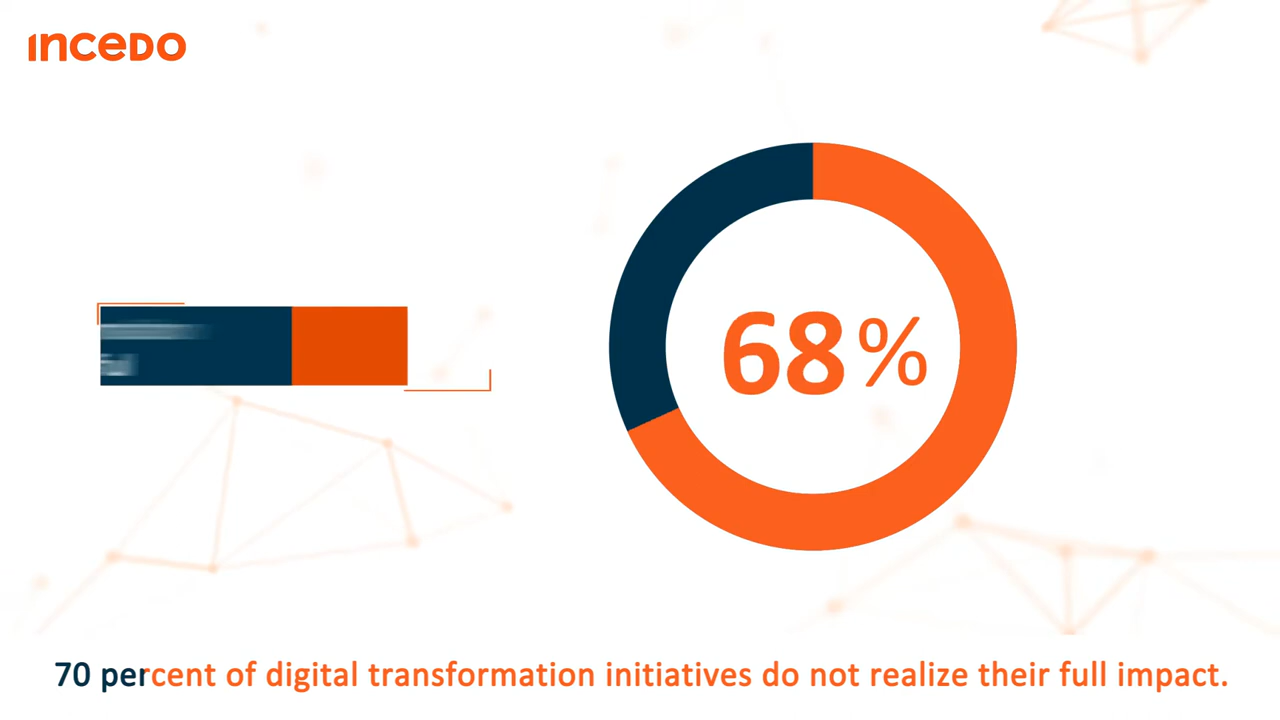 INCEDO
68%
70 percent of digital transformation initiatives do not realize their full impact.